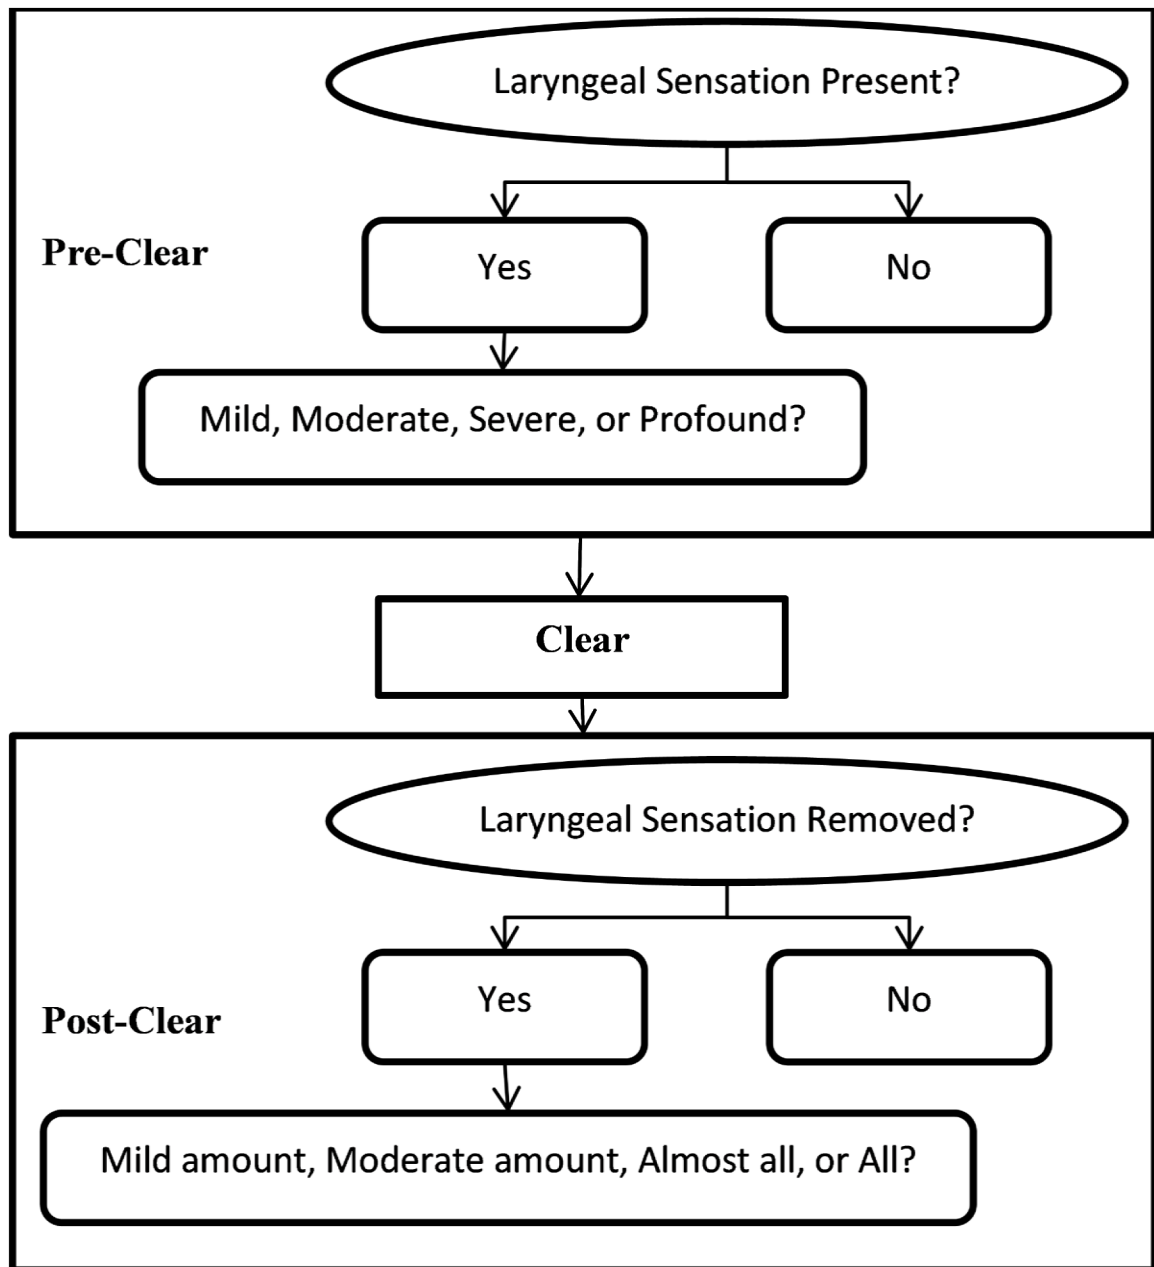 Laryngeal Sensation Present?
Pre-Clear
Yes
No
Mild, Moderate, Severe, or Profound?
Clear
Laryngeal Sensation Removed?
Yes
No
Post-Clear
Mild amount, Moderate amount, Almost all, or All?